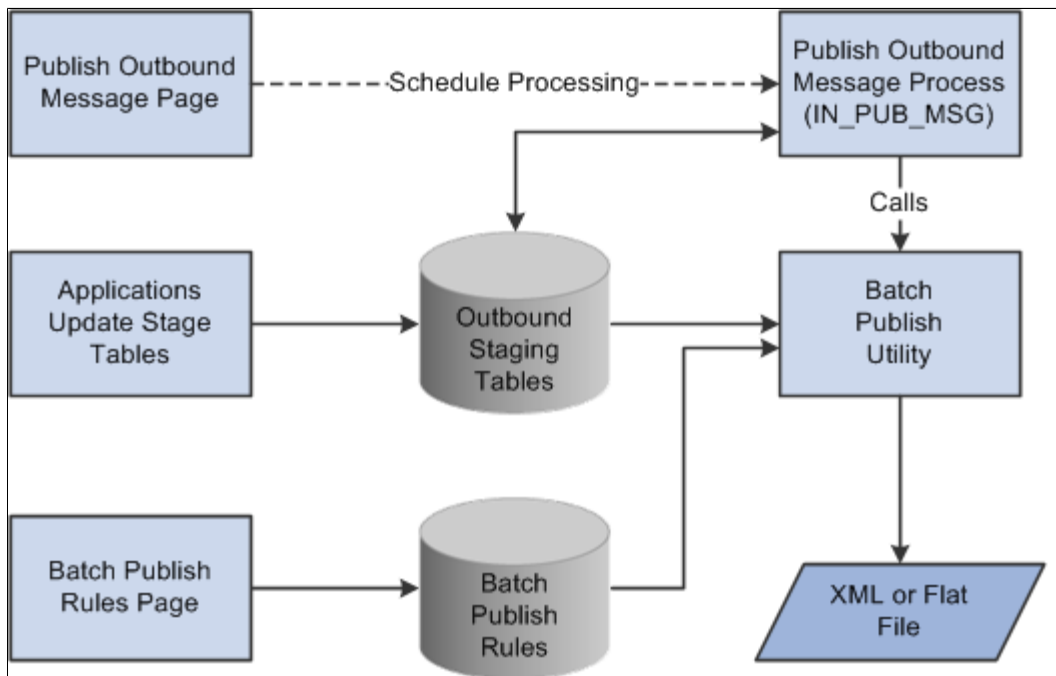 Publish Outbound
Message Page
Schedule Processing
Publish Outbound
Message Process
(IN_PUB_MSG)
Calls
Applications
Update Stage
Tables
Outbound
Staging
Tables
Batch
Publish
Utility
Batch Publish
Rules Page
Batch
Publish
Rules
XML or Flat
File